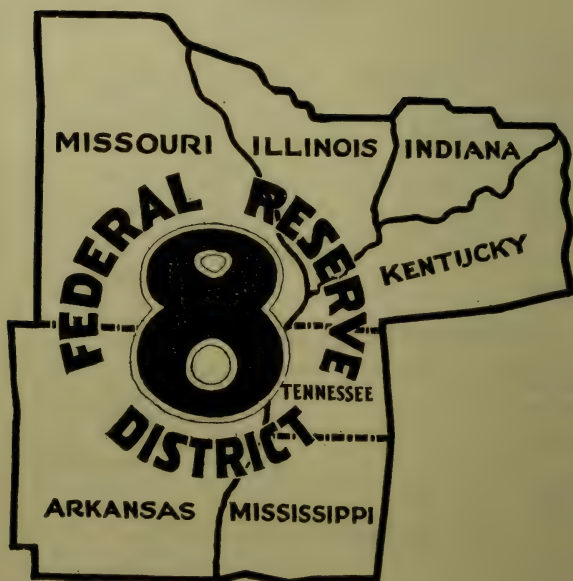 MISSOURI ILLINOIS INDIANA
FEDERAL RESERVE
KENTUCKY
8
TENNESSEE
DISTRICT
ARKANSAS MISSISSIPPI